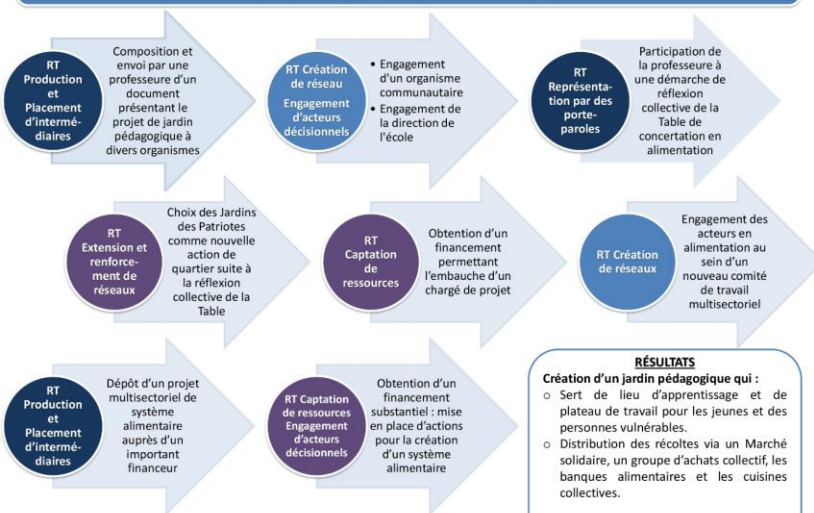 RT
Production
et
Placement
d'intermé-
diaires
Composition et
envoi par une
professeure d'un
document
présentant le
projet de jardin
pédagogique à
divers organismes
RT Création
de réseau
Engagement
d'acteurs
décisionnels
• Engagement
d'un organisme
communautaire
• Engagement de
la direction de
l'école
RT
Représenta-
tion par des
porte-
paroles
Participation de
la professeure à
une démarche de
réflexion
collective de la
Table de
concertation en
alimentation
RT
Extension et
renforce-
ment de
réseaux
Choix des Jardins
des Patriotes
comme nouvelle
action de
quartier suite à
la réflexion
collective de la
Table
RT
Captation
de
ressources
Obtention d'un
financement
permettant
l'embauche d'un
chargé de projet
RT Création
de réseaux
Engagement des
acteurs en
alimentation au
sein d'un
nouveau comité
de travail
multisectoriel
RT
Production
et
Placement
d'intermé-
diaires
Dépôt d'un projet
multisectoriel de
système
alimentaire
auprès d'un
important
financeur
RT Captation
de ressources
Engagement
d'acteurs
décisionnels
Obtention d'un
financement
substantiel : mise
en place d'actions
pour la création
d'un système
alimentaire
RÉSULTATS
Création d'un jardin pédagogique qui :
o Sert de lieu d'apprentissage et de
plateau de travail pour les jeunes et des
personnes vulnérables.
o Distribution des récoltes via un Marché
solidaire, un groupe d'achats collectif, les
banques alimentaires et les cuisines
collectives.